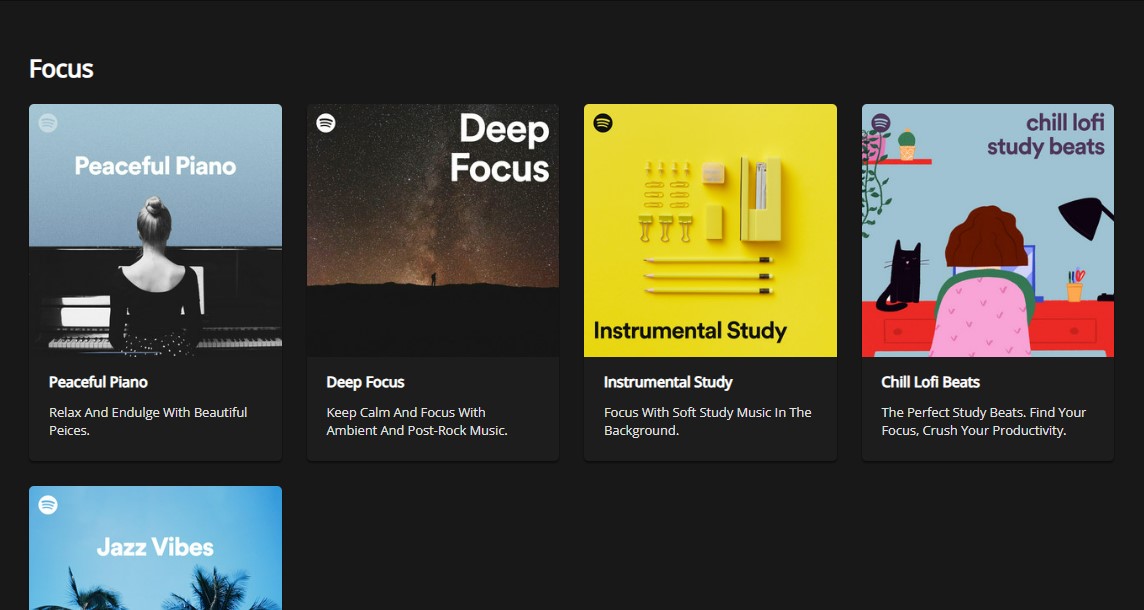 Focus
Peaceful Piano
Deep
Focus
Instrumental Study
chill lofi
study beats
Peaceful Piano
Relax And Endulge With Beautiful
Peices.
Deep Focus
Keep Calm And Focus With
Ambient And Post-Rock Music.
Instrumental Study
Focus With Soft Study Music In The
Background.
Chill Lofi Beats
The Perfect Study Beats. Find Your
Focus, Crush Your Productivity.
Jazz Vibes